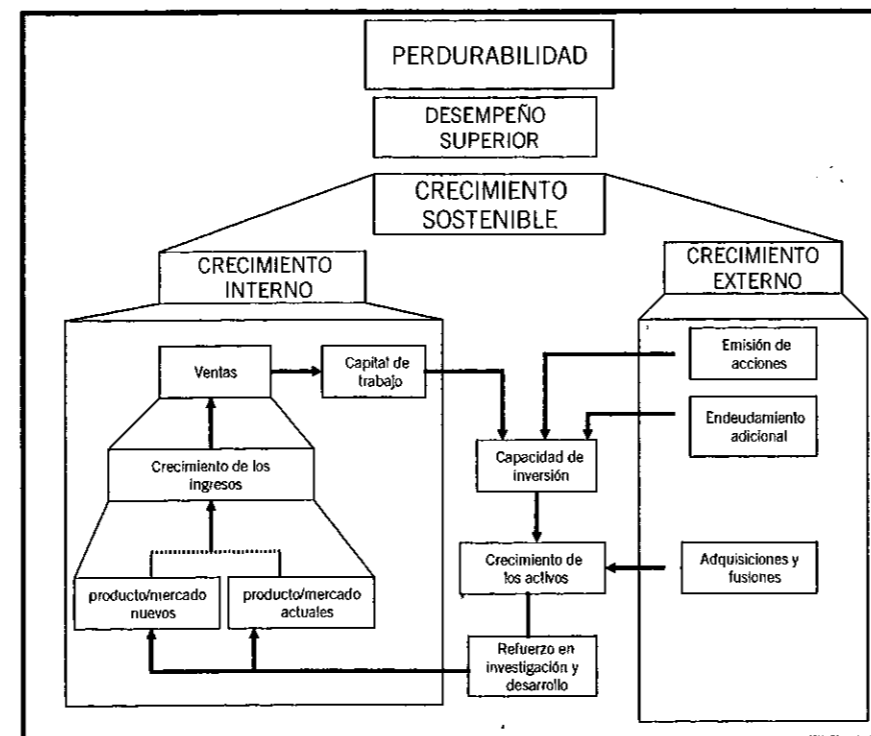 PERDURABILIDAD
DESEMPEÑO
SUPERIOR
CRECIMIENTO
SOSTENIBLE
CRECIMIENTO
INTERNO
CRECIMIENTO
EXTERNO
Ventas
Capital de
trabajo
Emisión de
acciones
Endeudamiento
adicional
Crecimiento de los
ingresos
Capacidad de
inversión
Crecimiento de
los activos
Adquisiciones y
fusiones
producto/mercado
nuevos
producto/mercado
actuales
Refuerzo en
investigación y
desarrollo